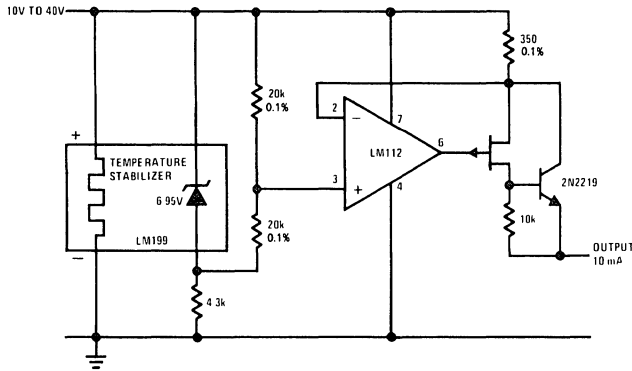 10V TO 40V
350
0.1%
20k
0.1%
2
7
6
LM112
3
4
+
TEMPERATURE
STABILIZER
6 95V
LM199
−
20k
0.1%
2N2219
10k
OUTPUT
10 mA
4 3k
−
+